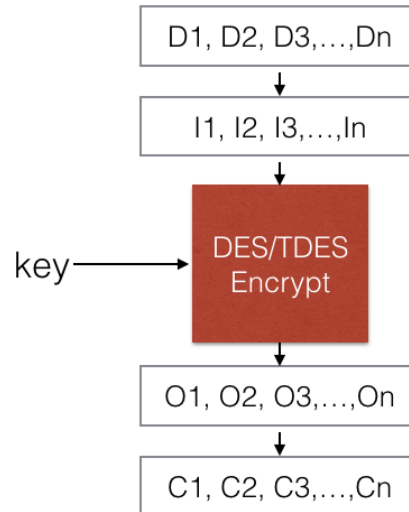 D1, D2, D3,...,Dn
I1, I2, I3,...,In
DES/TDES
Encrypt
key
O1, O2, O3,...,On
C1, C2, C3,...,Cn